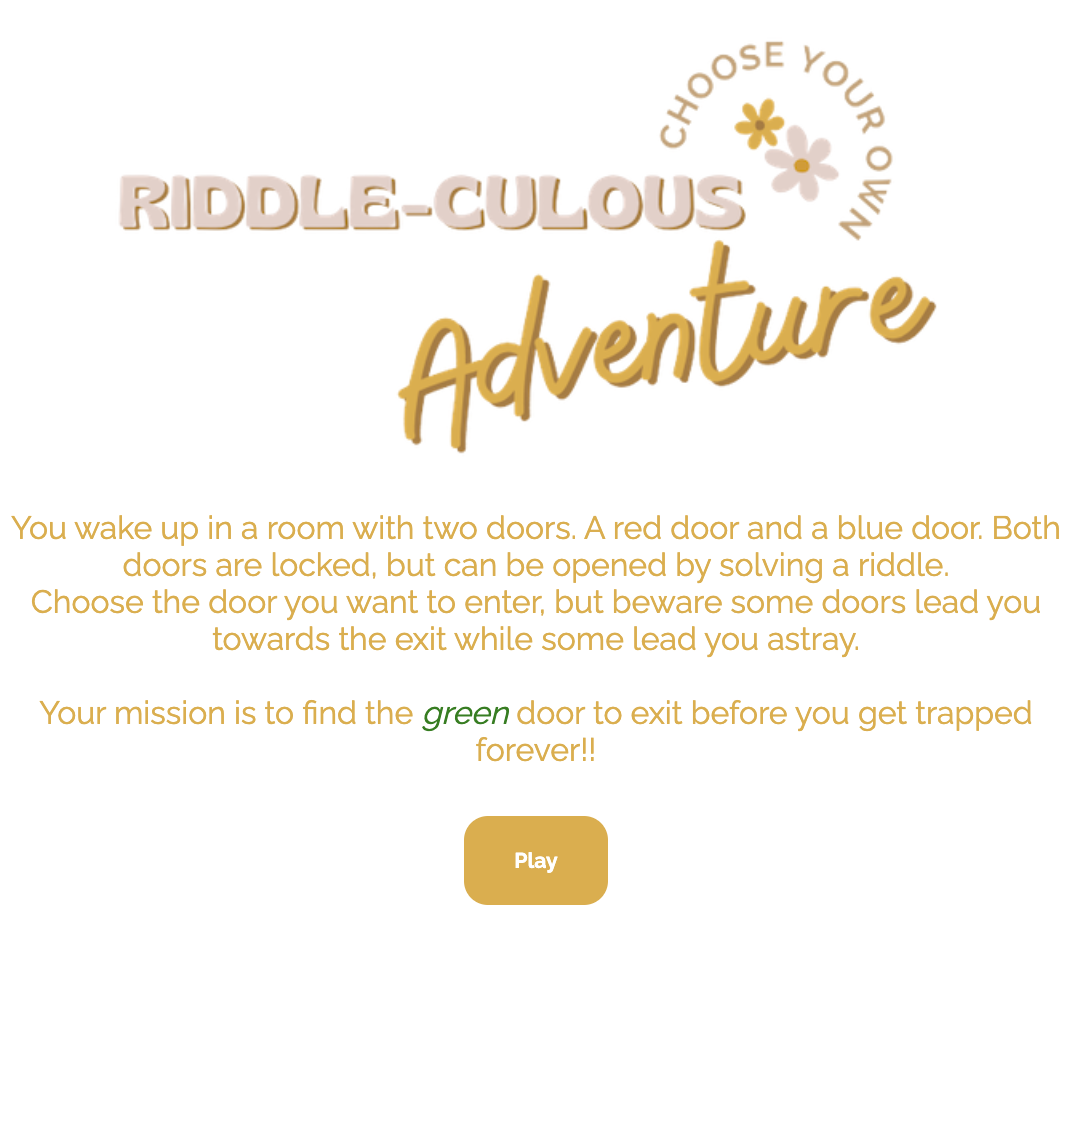 CHOOSE YOUR OWN
RIDDLE-CULOUS
Adventure
You wake up in a room with two doors. A red door and a blue door. Both
doors are locked, but can be opened by solving a riddle.
Choose the door you want to enter, but beware some doors lead you
towards the exit while some lead you astray.
Your mission is to find the green door to exit before you get trapped
forever!!
Play